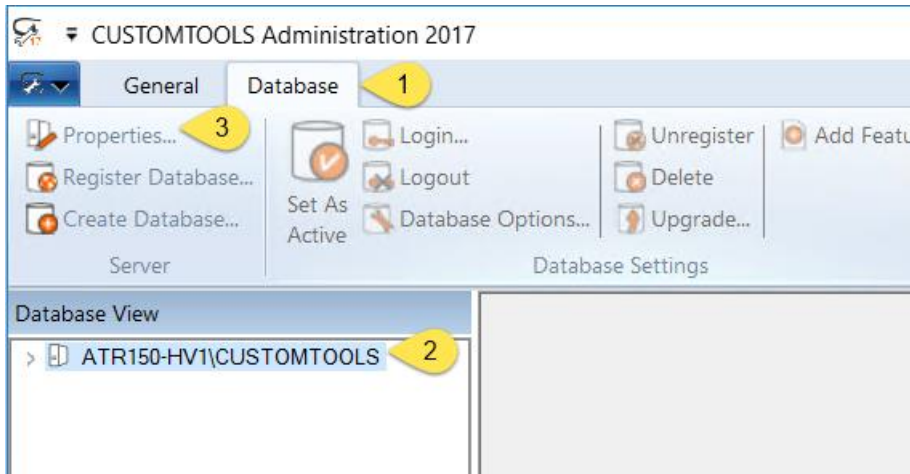 CUSTOMTOOLS Administration 2017
General Database 1
Properties... 3 Login... Unregister Add Featu
Register Database... Logout Delete
Create Database... Set As Active Database Options... Upgrade...
Server Database Settings
Database View
ATR150-HV1\CUSTOMTOOLS 2